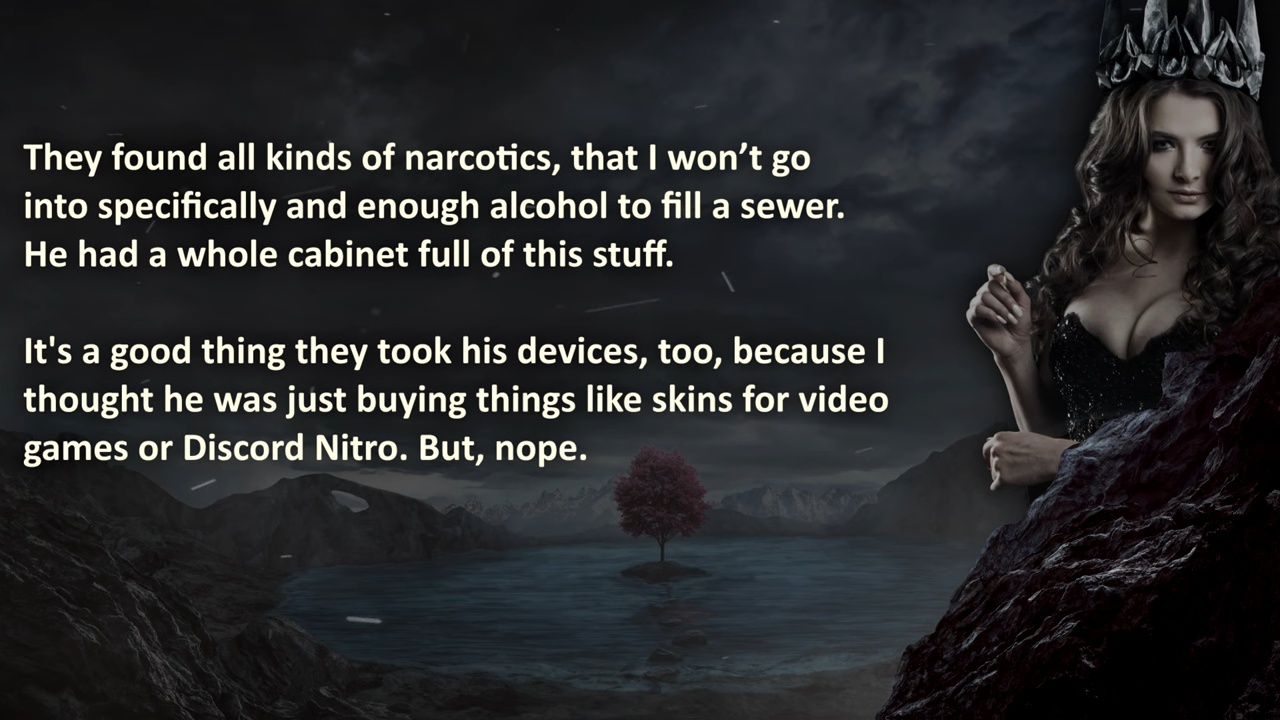 They found all kinds of narcotics, that I won’t go
into specifically and enough alcohol to fill a sewer.
He had a whole cabinet full of this stuff.
It's a good thing they took his devices, too, because I
thought he was just buying things like skins for video
games or Discord Nitro. But, nope.